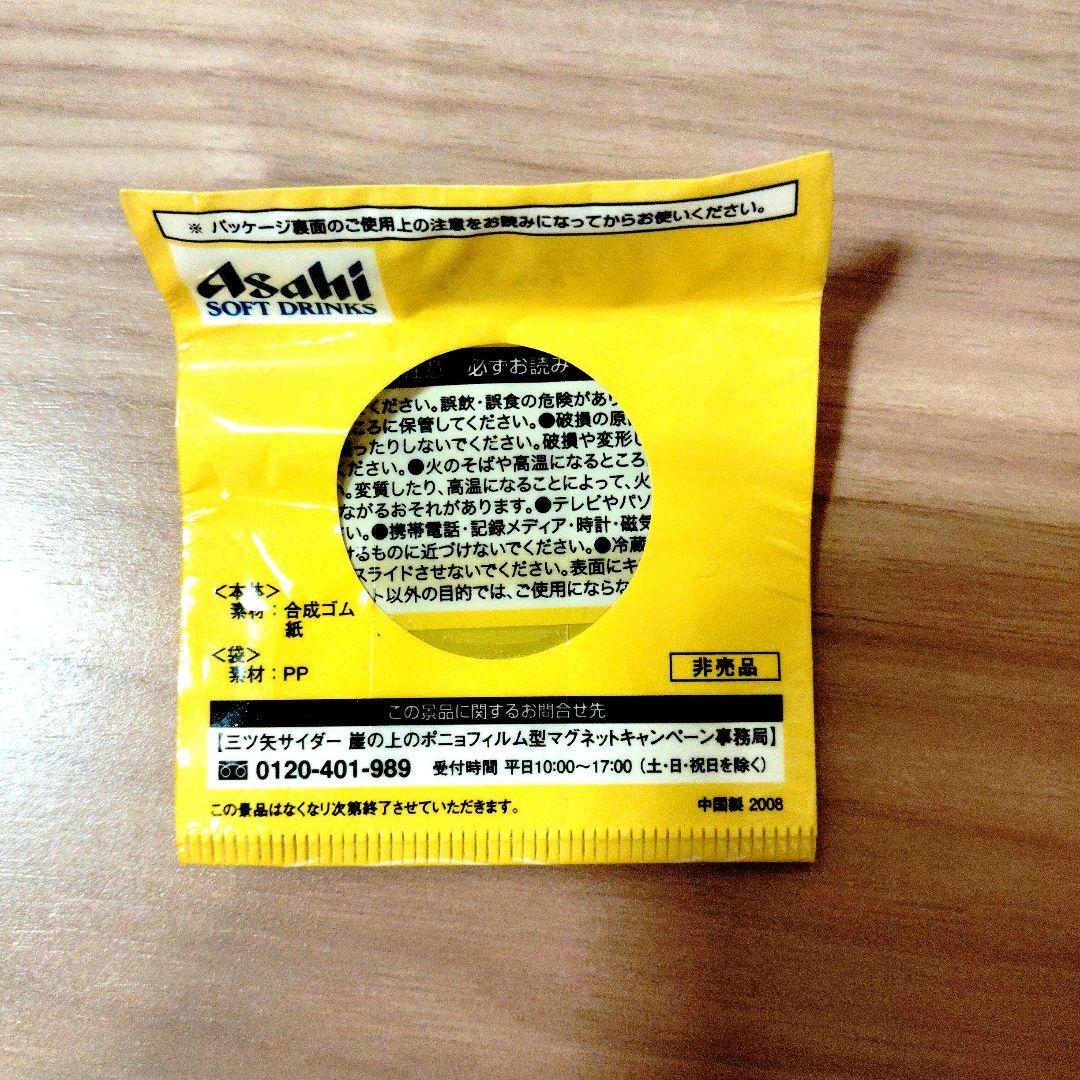 ※ パッケージ裏面のご使用上の注意をお読みになってからお使いください。
Asahi
SOFT DRINKS
注意 必ずお読み
ください。誤飲・誤食の危険があり
ころに保管してください。●破損の原
ったりしないでください。破損や変形し
ください。●火のそばや高温になるところ
。変質したり、高温になることによって、火
ながるおそれがあります。●テレビやパソ
い。●携帯電話・記録メディア・時計・磁気
けるものに近づけないでください。●冷蔵
スライドさせないでください。表面にキ
ト以外の目的では、ご使用にならな
<本体>
素材：合成ゴム
紙
<袋>
素材：PP
非売品
この景品に関するお問合せ先
【三ツ矢サイダー 崖の上のポニョフィルム型マグネットキャンペーン事務局】
0120-401-989 受付時間 平日10:00〜17:00（土・日・祝日を除く）
この景品はなくなり次第終了させていただきます。
中国製 2008